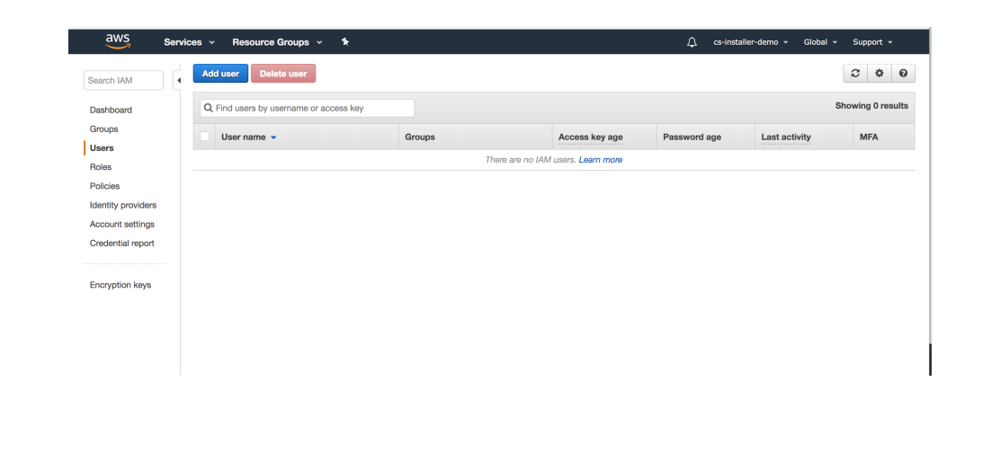 aws Services Resource Groups cs-installer-demo Global Support
Search IAM
Add user Delete user
Find users by username or access key Showing 0 results
User name Groups Access key age Password age Last activity MFA
There are no IAM users. Learn more
Dashboard
Groups
Users
Roles
Policies
Identity providers
Account settings
Credential report
Encryption keys